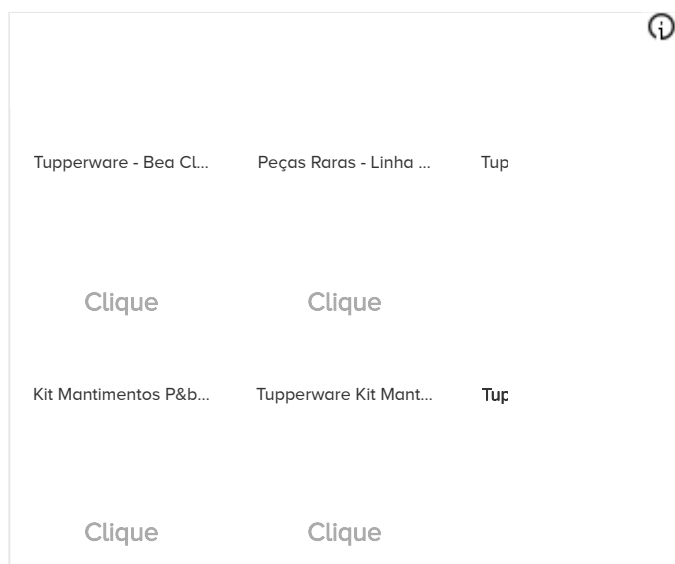 Tupperware - Bea Cl... Peças Raras - Linha ... Tup
Clique Clique
Kit Mantimentos P&b... Tupperware Kit Mant... Tup
Clique Clique